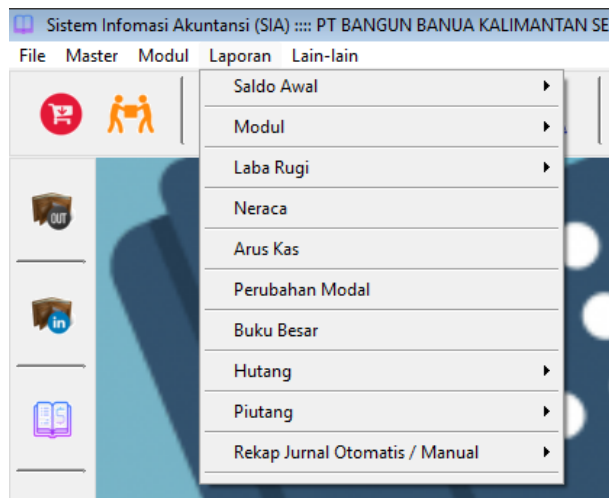 Sistem Infomasi Akuntansi (SIA) :::: PT BANGUN BANUA KALIMANTAN SE
File Master Modul Laporan Lain-lain
Saldo Awal
Modul
Laba Rugi
Neraca
Arus Kas
Perubahan Modal
Buku Besar
Hutang
Piutang
Rekap Jurnal Otomatis / Manual
OUT
in